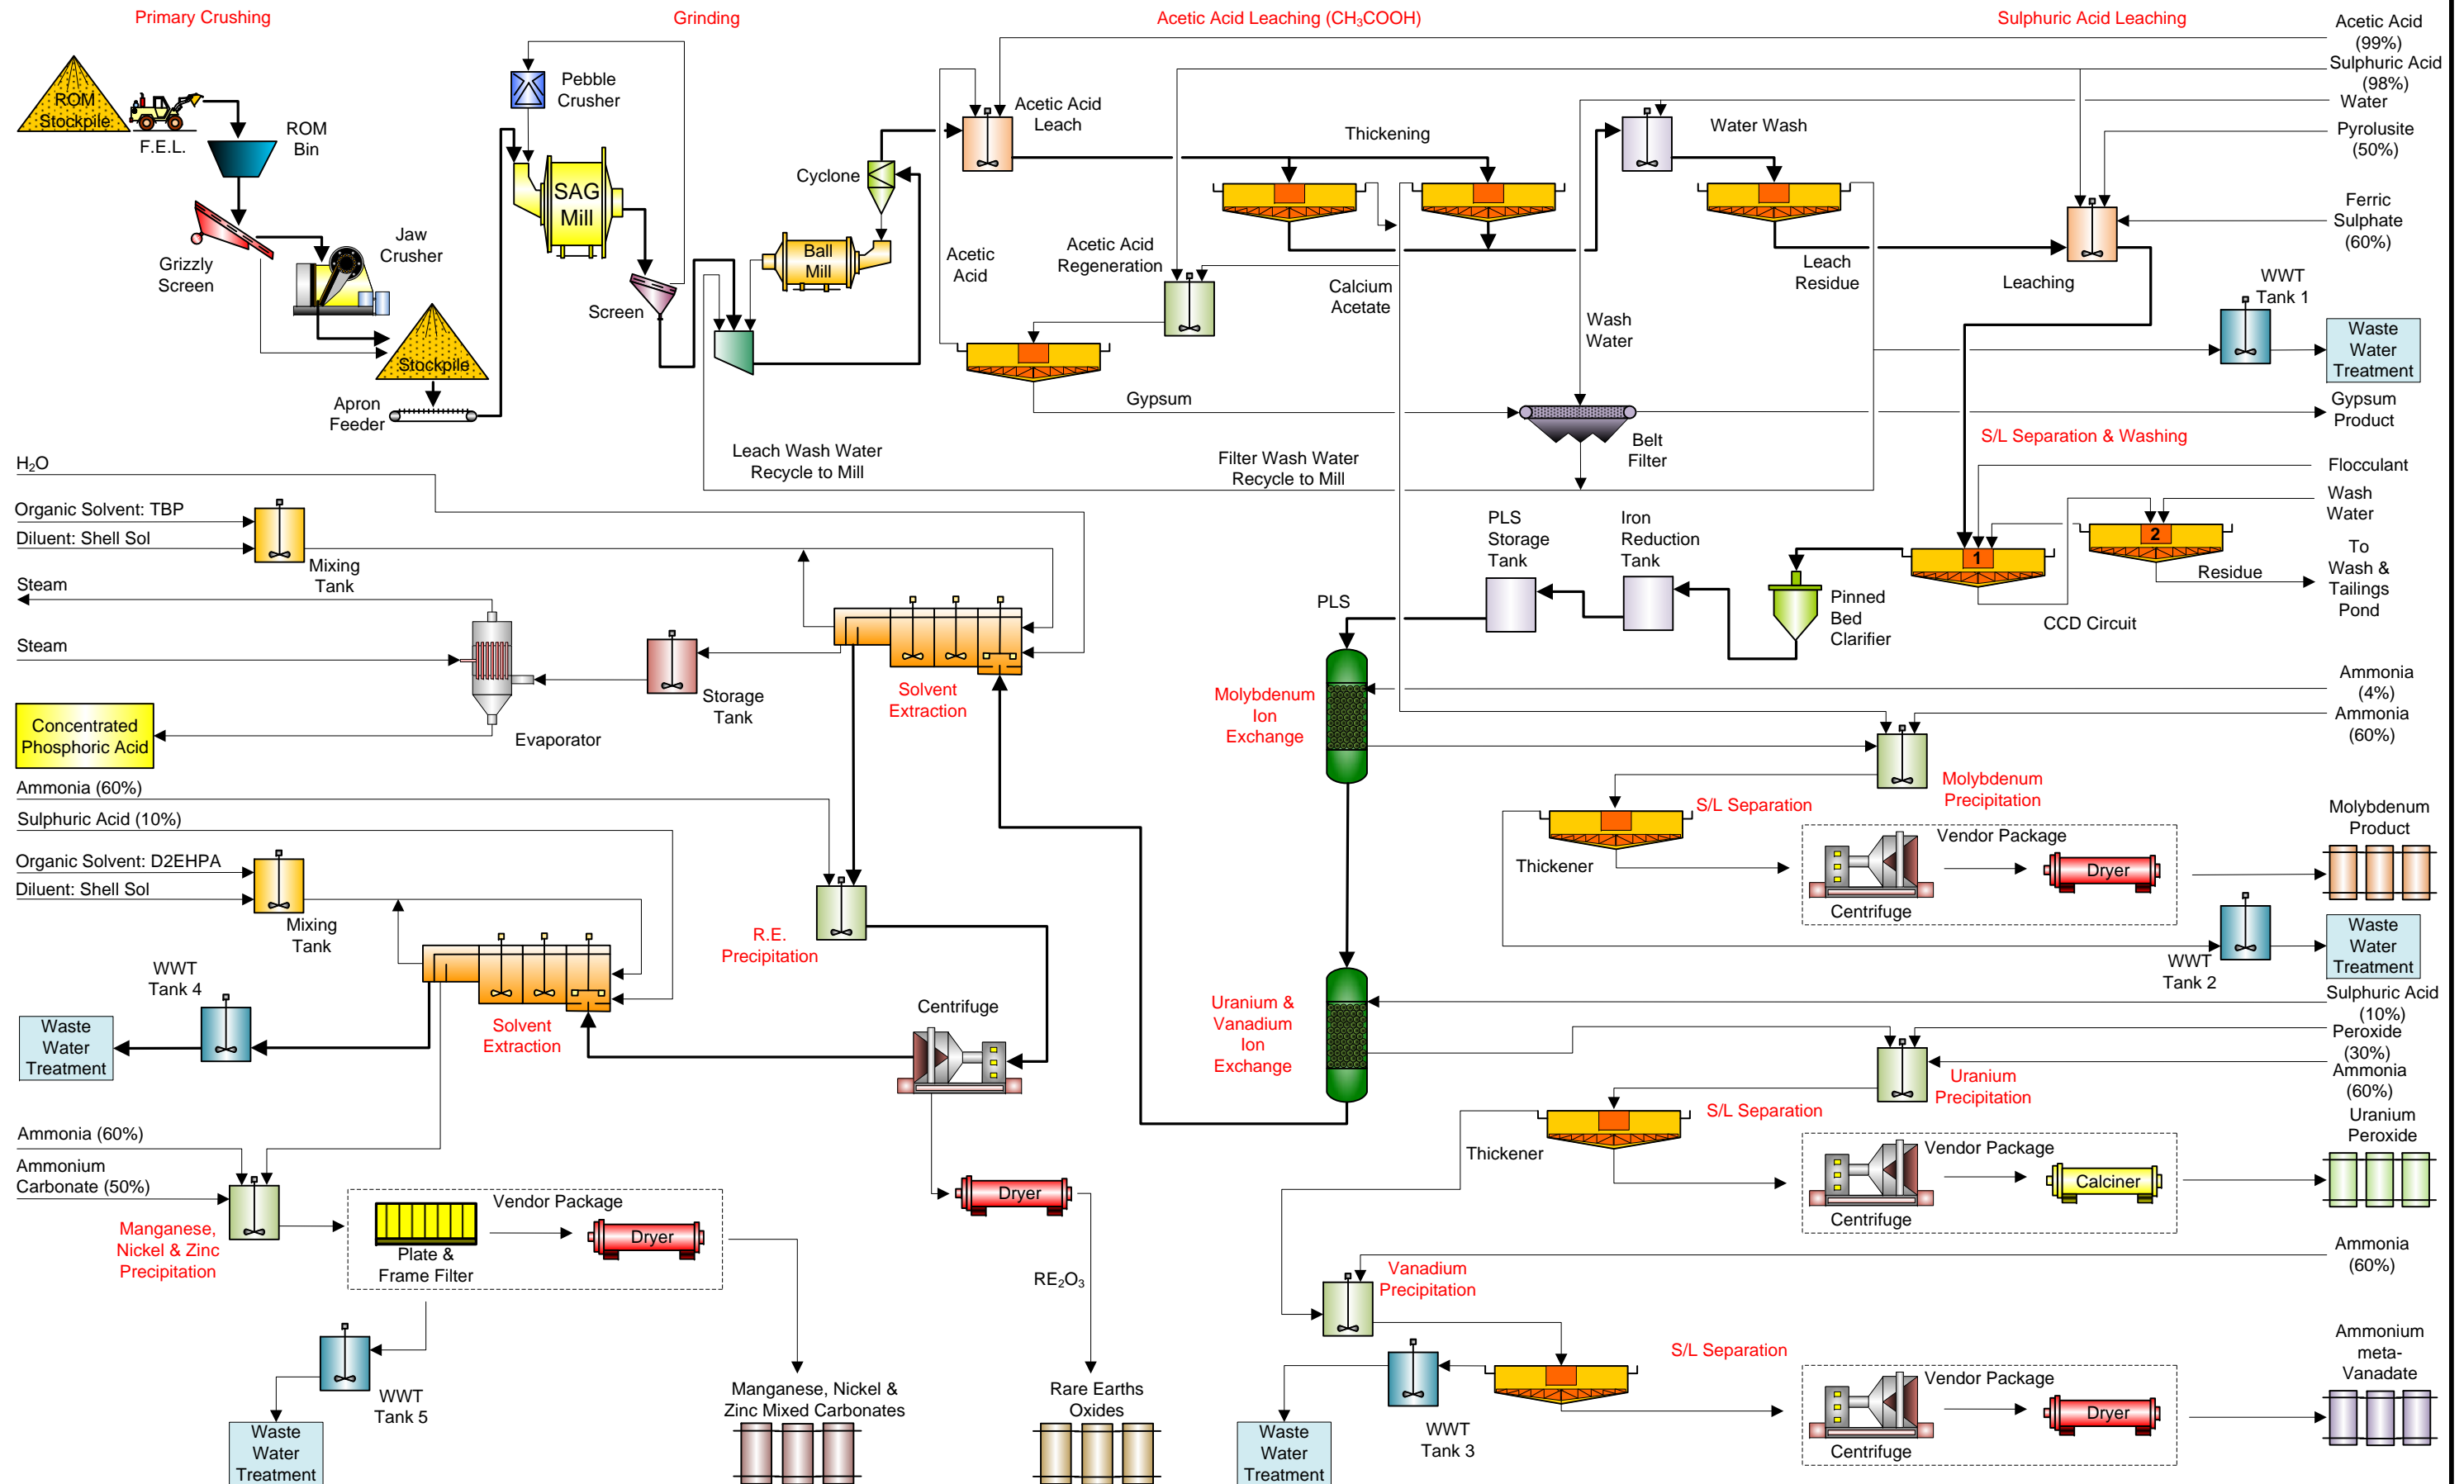 Primary Crushing
Grinding
Acetic Acid Leaching (CH₃COOH)
Sulphuric Acid Leaching
ROM
Stockpile
F.E.L.
ROM
Bin
Grizzly
Screen
Jaw
Crusher
Stockpile
Apron
Feeder
Pebble
Crusher
SAG
Mill
Screen
Cyclone
Ball
Mill
Acetic
Acid
Acetic Acid
Leach
Acetic Acid
Regeneration
Thickening
Calcium
Acetate
Gypsum
Water Wash
Wash
Water
Leach
Residue
Belt
Filter
Leaching
WWT
Tank 1
Leach Wash Water
Recycle to Mill
Filter Wash Water
Recycle to Mill
Acetic Acid
(99%)
Sulphuric Acid
(98%)
Water
Pyrolusite
(50%)
Ferric
Sulphate
(60%)
Waste
Water
Treatment
Gypsum
Product
S/L Separation & Washing
Flocculant
Wash
Water
1
2
Residue
To
Wash &
Tailings
Pond
CCD Circuit
Pinned
Bed
Clarifier
Iron
Reduction
Tank
PLS
Storage
Tank
PLS
H₂O
Organic Solvent: TBP
Diluent: Shell Sol
Mixing
Tank
Steam
Steam
Evaporator
Storage
Tank
Solvent
Extraction
Concentrated
Phosphoric Acid
Molybdenum
Ion
Exchange
Ammonia
(4%)
Ammonia
(60%)
Molybdenum
Precipitation
S/L Separation
Thickener
Vendor Package
Centrifuge
Dryer
Molybdenum
Product
WWT
Tank 2
Waste
Water
Treatment
Ammonia (60%)
Sulphuric Acid (10%)
Organic Solvent: D2EHPA
Diluent: Shell Sol
Mixing
Tank
R.E.
Precipitation
WWT
Tank 4
Waste
Water
Treatment
Solvent
Extraction
Centrifuge
Uranium &
Vanadium
Ion
Exchange
Sulphuric Acid
(10%)
Peroxide
(30%)
Ammonia
(60%)
Uranium
Precipitation
S/L Separation
Thickener
Vendor Package
Centrifuge
Calciner
Uranium
Peroxide
Ammonia (60%)
Ammonium
Carbonate (50%)
Manganese,
Nickel & Zinc
Precipitation
Vendor Package
Plate &
Frame Filter
Dryer
Dryer
RE₂O₃
WWT
Tank 5
Waste
Water
Treatment
Manganese, Nickel &
Zinc Mixed Carbonates
Rare Earths
Oxides
Vanadium
Precipitation
Ammonia
(60%)
S/L Separation
WWT
Tank 3
Waste
Water
Treatment
Vendor Package
Centrifuge
Dryer
Ammonium
meta-
Vanadate